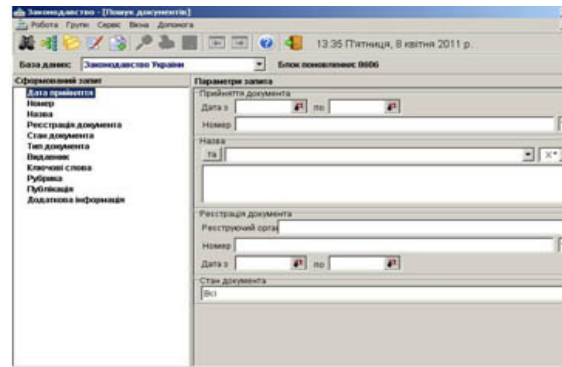 Законодавство - [Пошук документів]
Робота Групи Сервіс Вікна Допомога
13:35 П'ятниця, 8 квітня 2011 р.
База даних: Законодавство України Блок поновлення: 8606
Сформований запит
Дата прийняття
Номер
Назва
Реєстрація документа
Стан документа
Тип документа
Видавник
Ключові слова
Рубрика
Публікація
Додаткова інформація
Параметри запита
Прийняття документа
Дата з по
Номер
Назва
та
Реєстрація документа
Реєструючий орган
Номер
Дата з по
Стан документа
Всі